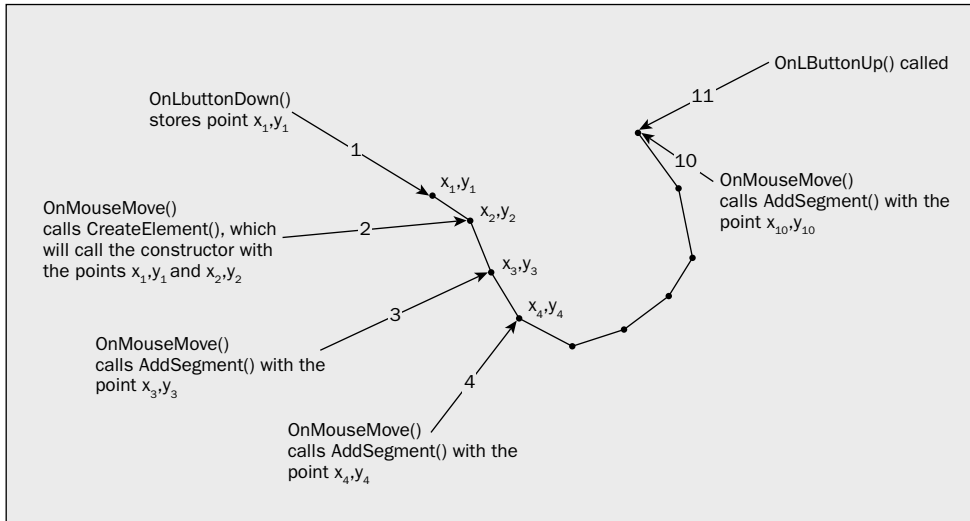 OnLButtonUp() called
11
OnLbuttonDown()
stores point x₁,y₁
1
10
x₁,y₁
OnMouseMove()
calls AddSegment() with the
point x₁₀,y₁₀
OnMouseMove()
calls CreateElement(), which
will call the constructor with
the points x₁,y₁ and x₂,y₂
2
x₂,y₂
x₃,y₃
3
x₄,y₄
OnMouseMove()
calls AddSegment() with the
point x₃,y₃
4
OnMouseMove()
calls AddSegment() with the
point x₄,y₄